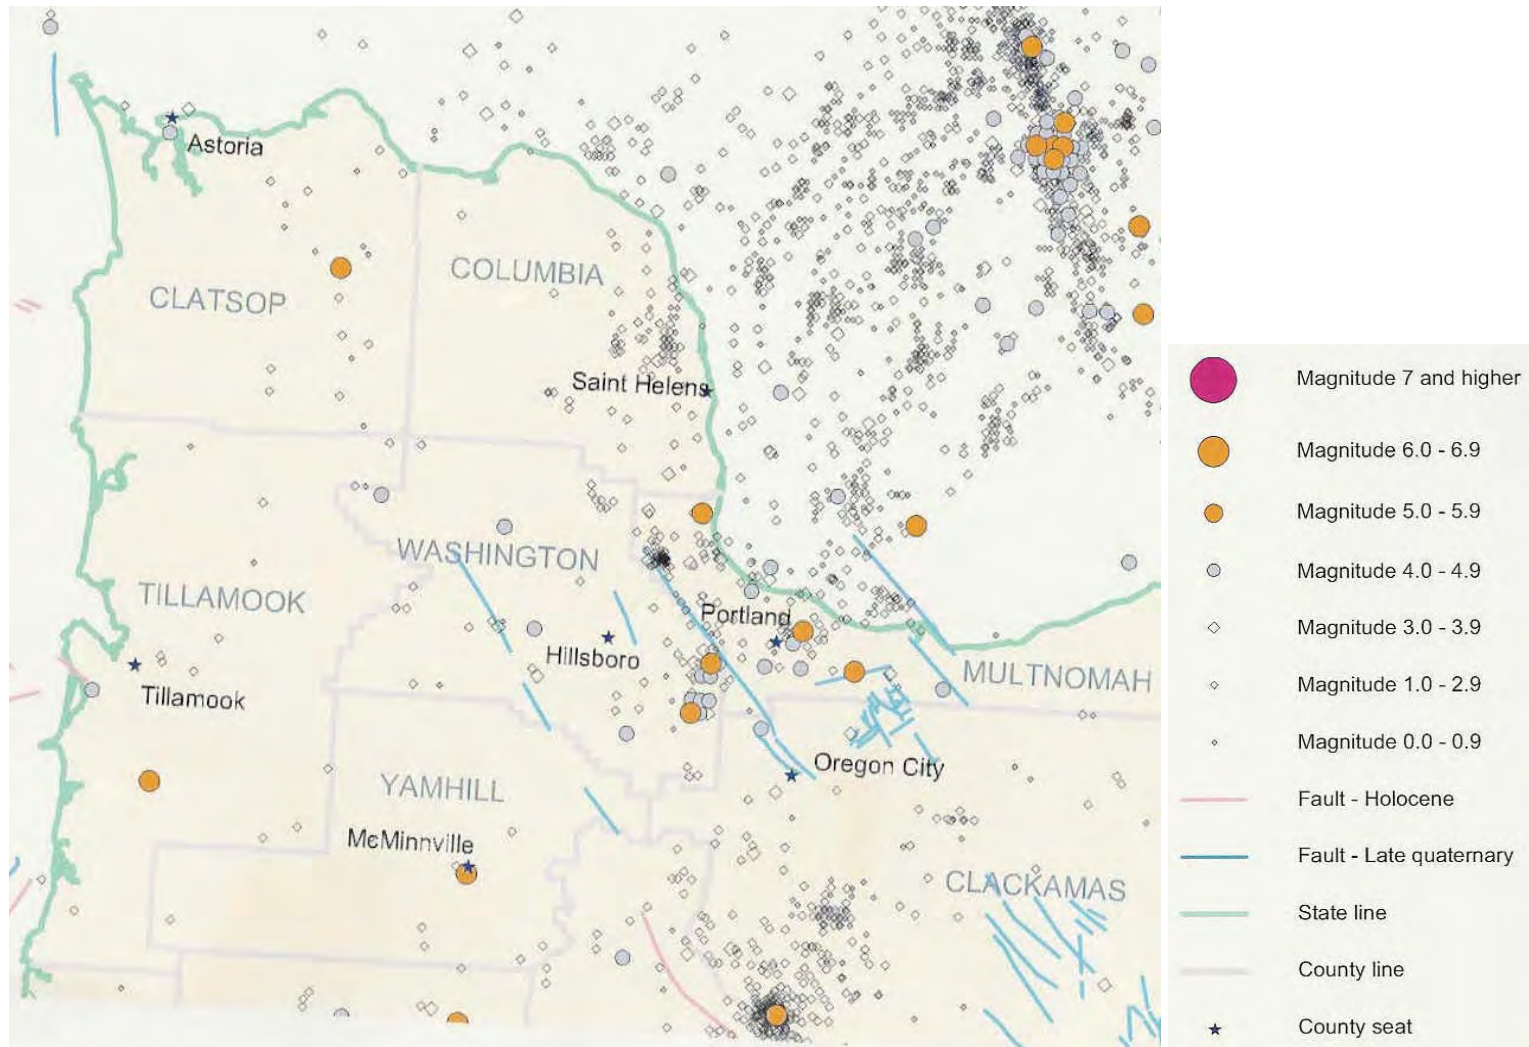 Astoria
COLUMBIA
CLATSOP
Saint Helens
WASHINGTON
TILLAMOOK
Portland
Hillsboro
MULTNOMAH
Tillamook
Oregon City
YAMHILL
McMinnville
CLACKAMAS
Magnitude 7 and higher
Magnitude 6.0 - 6.9
Magnitude 5.0 - 5.9
Magnitude 4.0 - 4.9
Magnitude 3.0 - 3.9
Magnitude 1.0 - 2.9
Magnitude 0.0 - 0.9
Fault - Holocene
Fault - Late quaternary
State line
County line
County seat